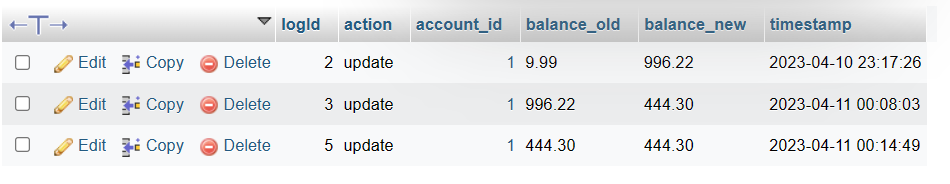 logId action account_id balance_old balance_new timestamp
Edit Copy Delete 2 update 1 9.99 996.22 2023-04-10 23:17:26
Edit Copy Delete 3 update 1 996.22 444.30 2023-04-11 00:08:03
Edit Copy Delete 5 update 1 444.30 444.30 2023-04-11 00:14:49